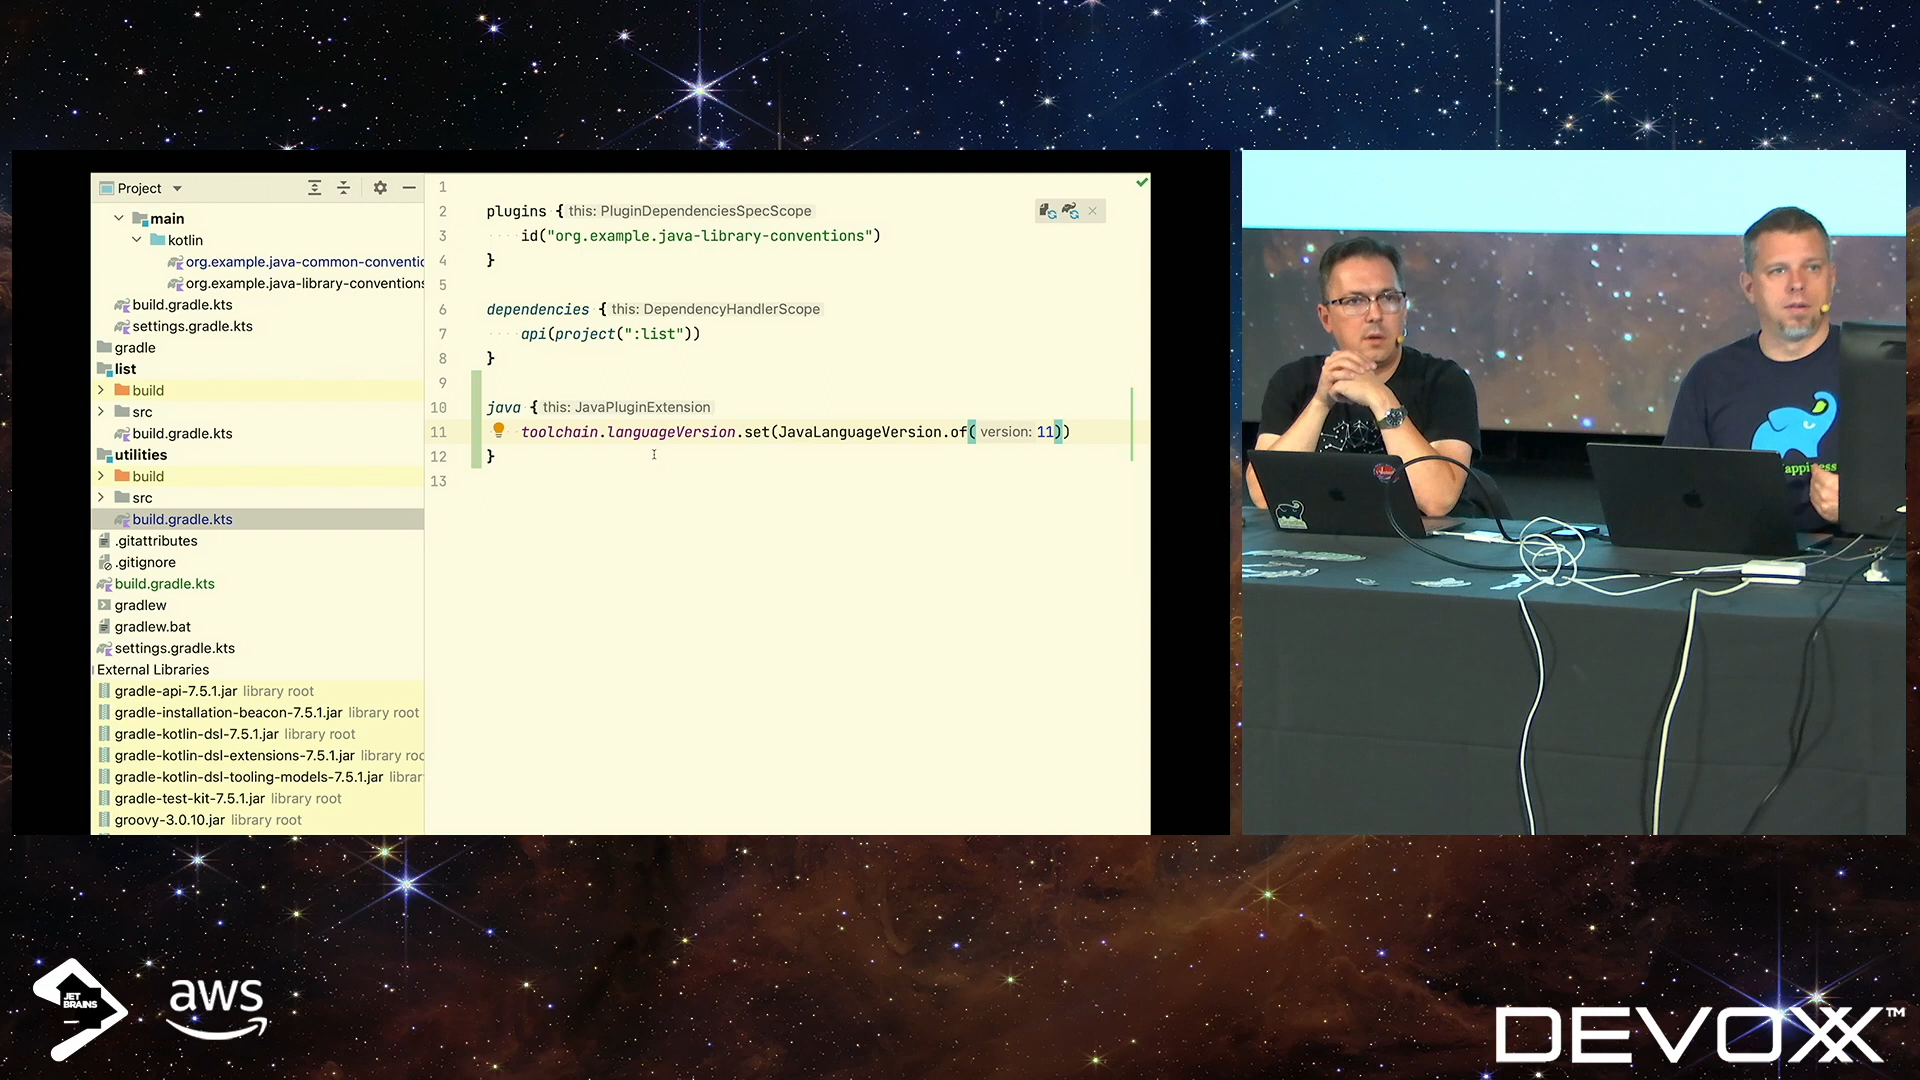 Project
main
kotlin
org.example.java-common-conventic
org.example.java-library-conventions
build.gradle.kts
settings.gradle.kts
gradle
list
build
src
build.gradle.kts
utilities
build
src
build.gradle.kts
.gitattributes
.gitignore
build.gradle.kts
gradlew
gradlew.bat
settings.gradle.kts
External Libraries
gradle-api-7.5.1.jar library root
gradle-installation-beacon-7.5.1.jar library root
gradle-kotlin-dsl-7.5.1.jar library root
gradle-kotlin-dsl-extensions-7.5.1.jar library roo
gradle-kotlin-dsl-tooling-models-7.5.1.jar librar
gradle-test-kit-7.5.1.jar library root
groovy-3.0.10.jar library root
1
2 plugins { this: PluginDependenciesSpecScope
3 id("org.example.java-library-conventions")
4 }
5
6 dependencies { this: DependencyHandlerScope
7 api(project(":list"))
8 }
9
10 java { this: JavaPluginExtension
11 toolchain.languageVersion.set(JavaLanguageVersion.of( version: 11))
12 }
13
appiness
JET
BRAINS
aws
DEVOXX™